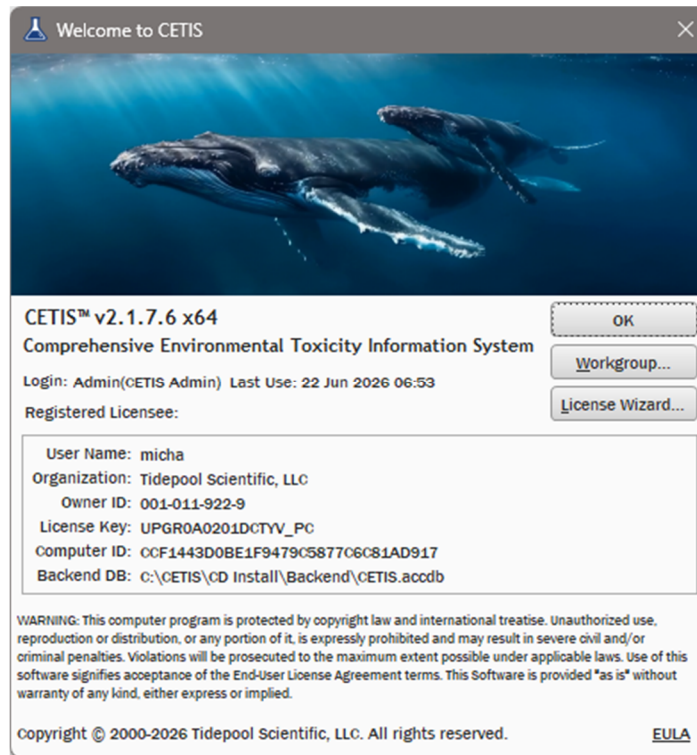 Welcome to CETIS
CETIS™ v2.1.7.6 x64
OK
Comprehensive Environmental Toxicity Information System
Workgroup...
Login: Admin(CETIS Admin) Last Use: 22 Jun 2026 06:53
License Wizard...
Registered Licensee:
User Name: micha
Organization: Tidepool Scientific, LLC
Owner ID: 001-011-922-9
License Key: UPGR0A0201DCTYV_PC
Computer ID: CCF1443D0BE1F9479C5877C6C81AD917
Backend DB: C:\CETIS\CD Install\Backend\CETIS.accdb
WARNING: This computer program is protected by copyright law and international treatise. Unauthorized use,
reproduction or distribution, or any portion of it, is expressly prohibited and may result in severe civil and/or
criminal penalties. Violations will be prosecuted to the maximum extent possible under applicable laws. Use of this
software signifies acceptance of the End-User License Agreement terms. This Software is provided "as is" without
warranty of any kind, either express or implied.
Copyright © 2000-2026 Tidepool Scientific, LLC. All rights reserved.
EULA